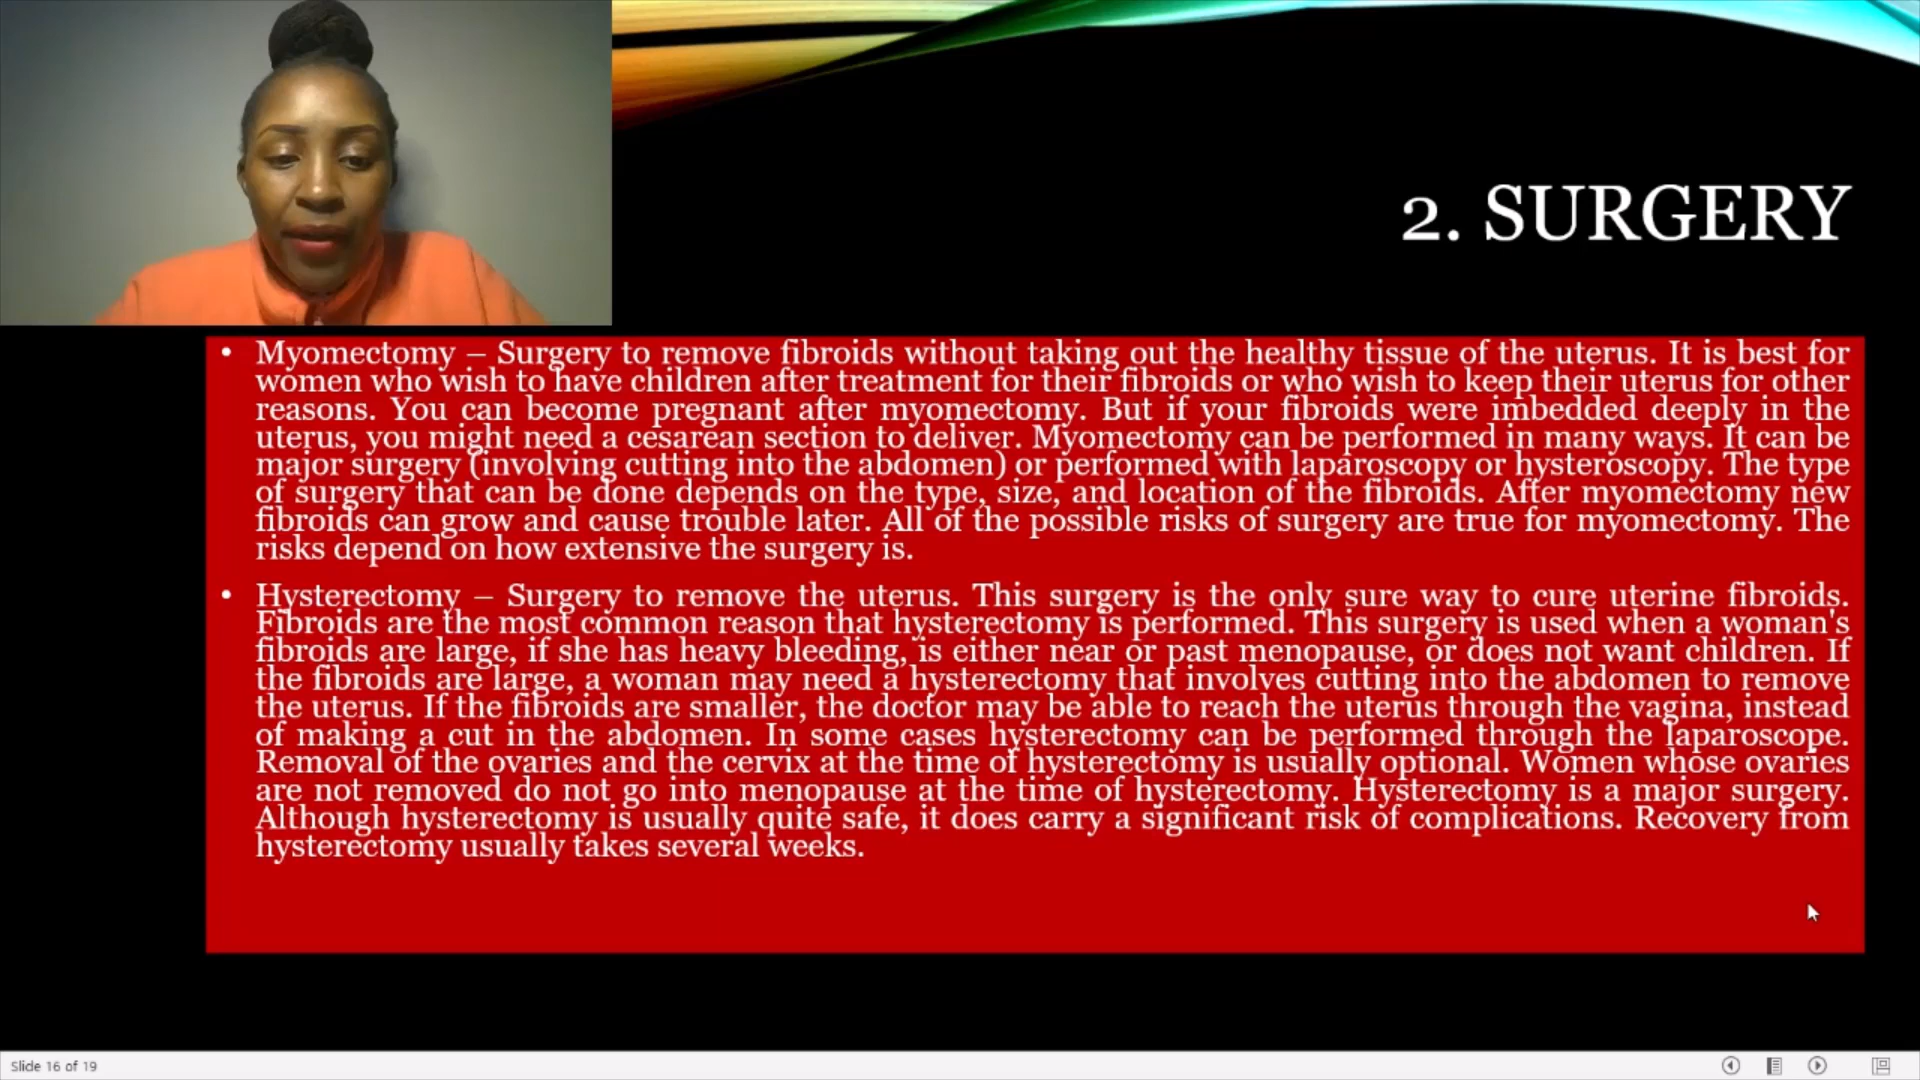 2. SURGERY
• Myomectomy – Surgery to remove fibroids without taking out the healthy tissue of the uterus. It is best for
women who wish to have children after treatment for their fibroids or who wish to keep their uterus for other
reasons. You can become pregnant after myomectomy. But if your fibroids were imbedded deeply in the
uterus, you might need a cesarean section to deliver. Myomectomy can be performed in many ways. It can be
major surgery (involving cutting into the abdomen) or performed with laparoscopy or hysteroscopy. The type
of surgery that can be done depends on the type, size, and location of the fibroids. After myomectomy new
fibroids can grow and cause trouble later. All of the possible risks of surgery are true for myomectomy. The
risks depend on how extensive the surgery is.
• Hysterectomy – Surgery to remove the uterus. This surgery is the only sure way to cure uterine fibroids.
Fibroids are the most common reason that hysterectomy is performed. This surgery is used when a woman's
fibroids are large, if she has heavy bleeding, is either near or past menopause, or does not want children. If
the fibroids are large, a woman may need a hysterectomy that involves cutting into the abdomen to remove
the uterus. If the fibroids are smaller, the doctor may be able to reach the uterus through the vagina, instead
of making a cut in the abdomen. In some cases hysterectomy can be performed through the laparoscope.
Removal of the ovaries and the cervix at the time of hysterectomy is usually optional. Women whose ovaries
are not removed do not go into menopause at the time of hysterectomy. Hysterectomy is a major surgery.
Although hysterectomy is usually quite safe, it does carry a significant risk of complications. Recovery from
hysterectomy usually takes several weeks.
Slide 16 of 19